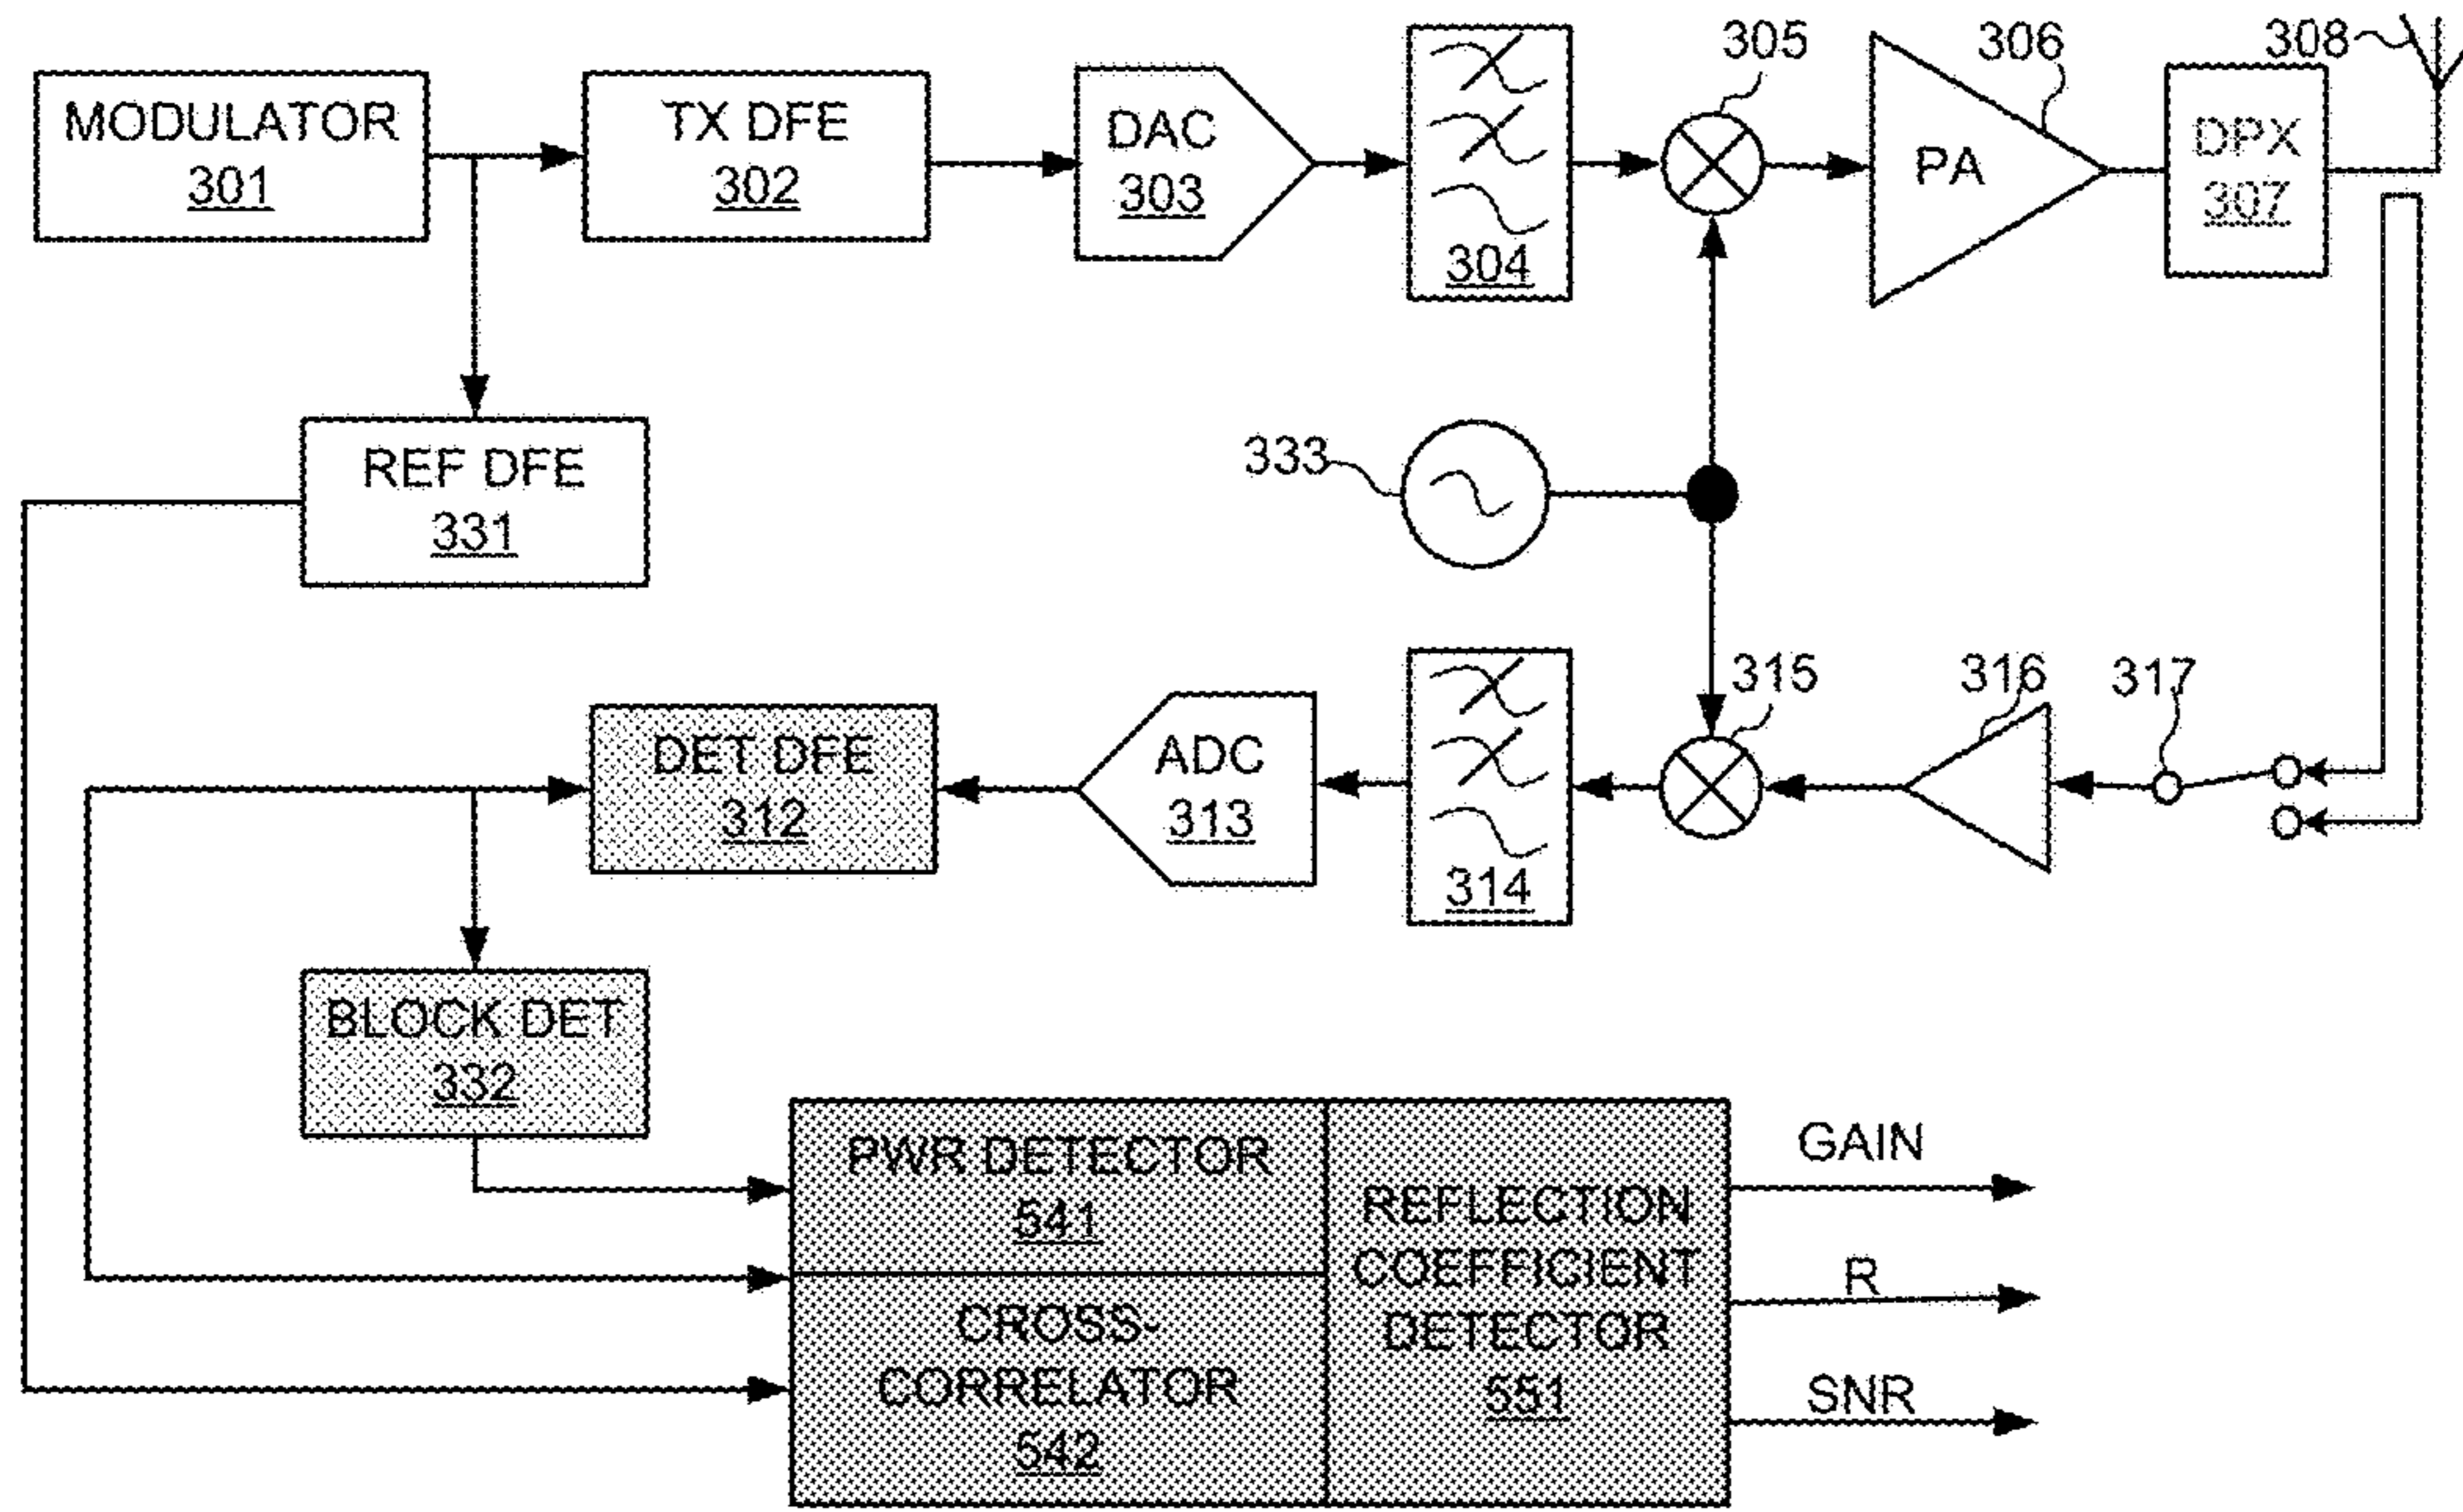 MODULATOR
301
TX DFE
302
DAC
303
304
305
PA
306
DPX
307
308
REF DFE
331
333
DET DFE
312
ADC
313
314
315
316
317
BLOCK DET
332
PWR DETECTOR
541
CROSS-
CORRELATOR
542
REFLECTION
COEFFICIENT
DETECTOR
551
GAIN
R
SNR